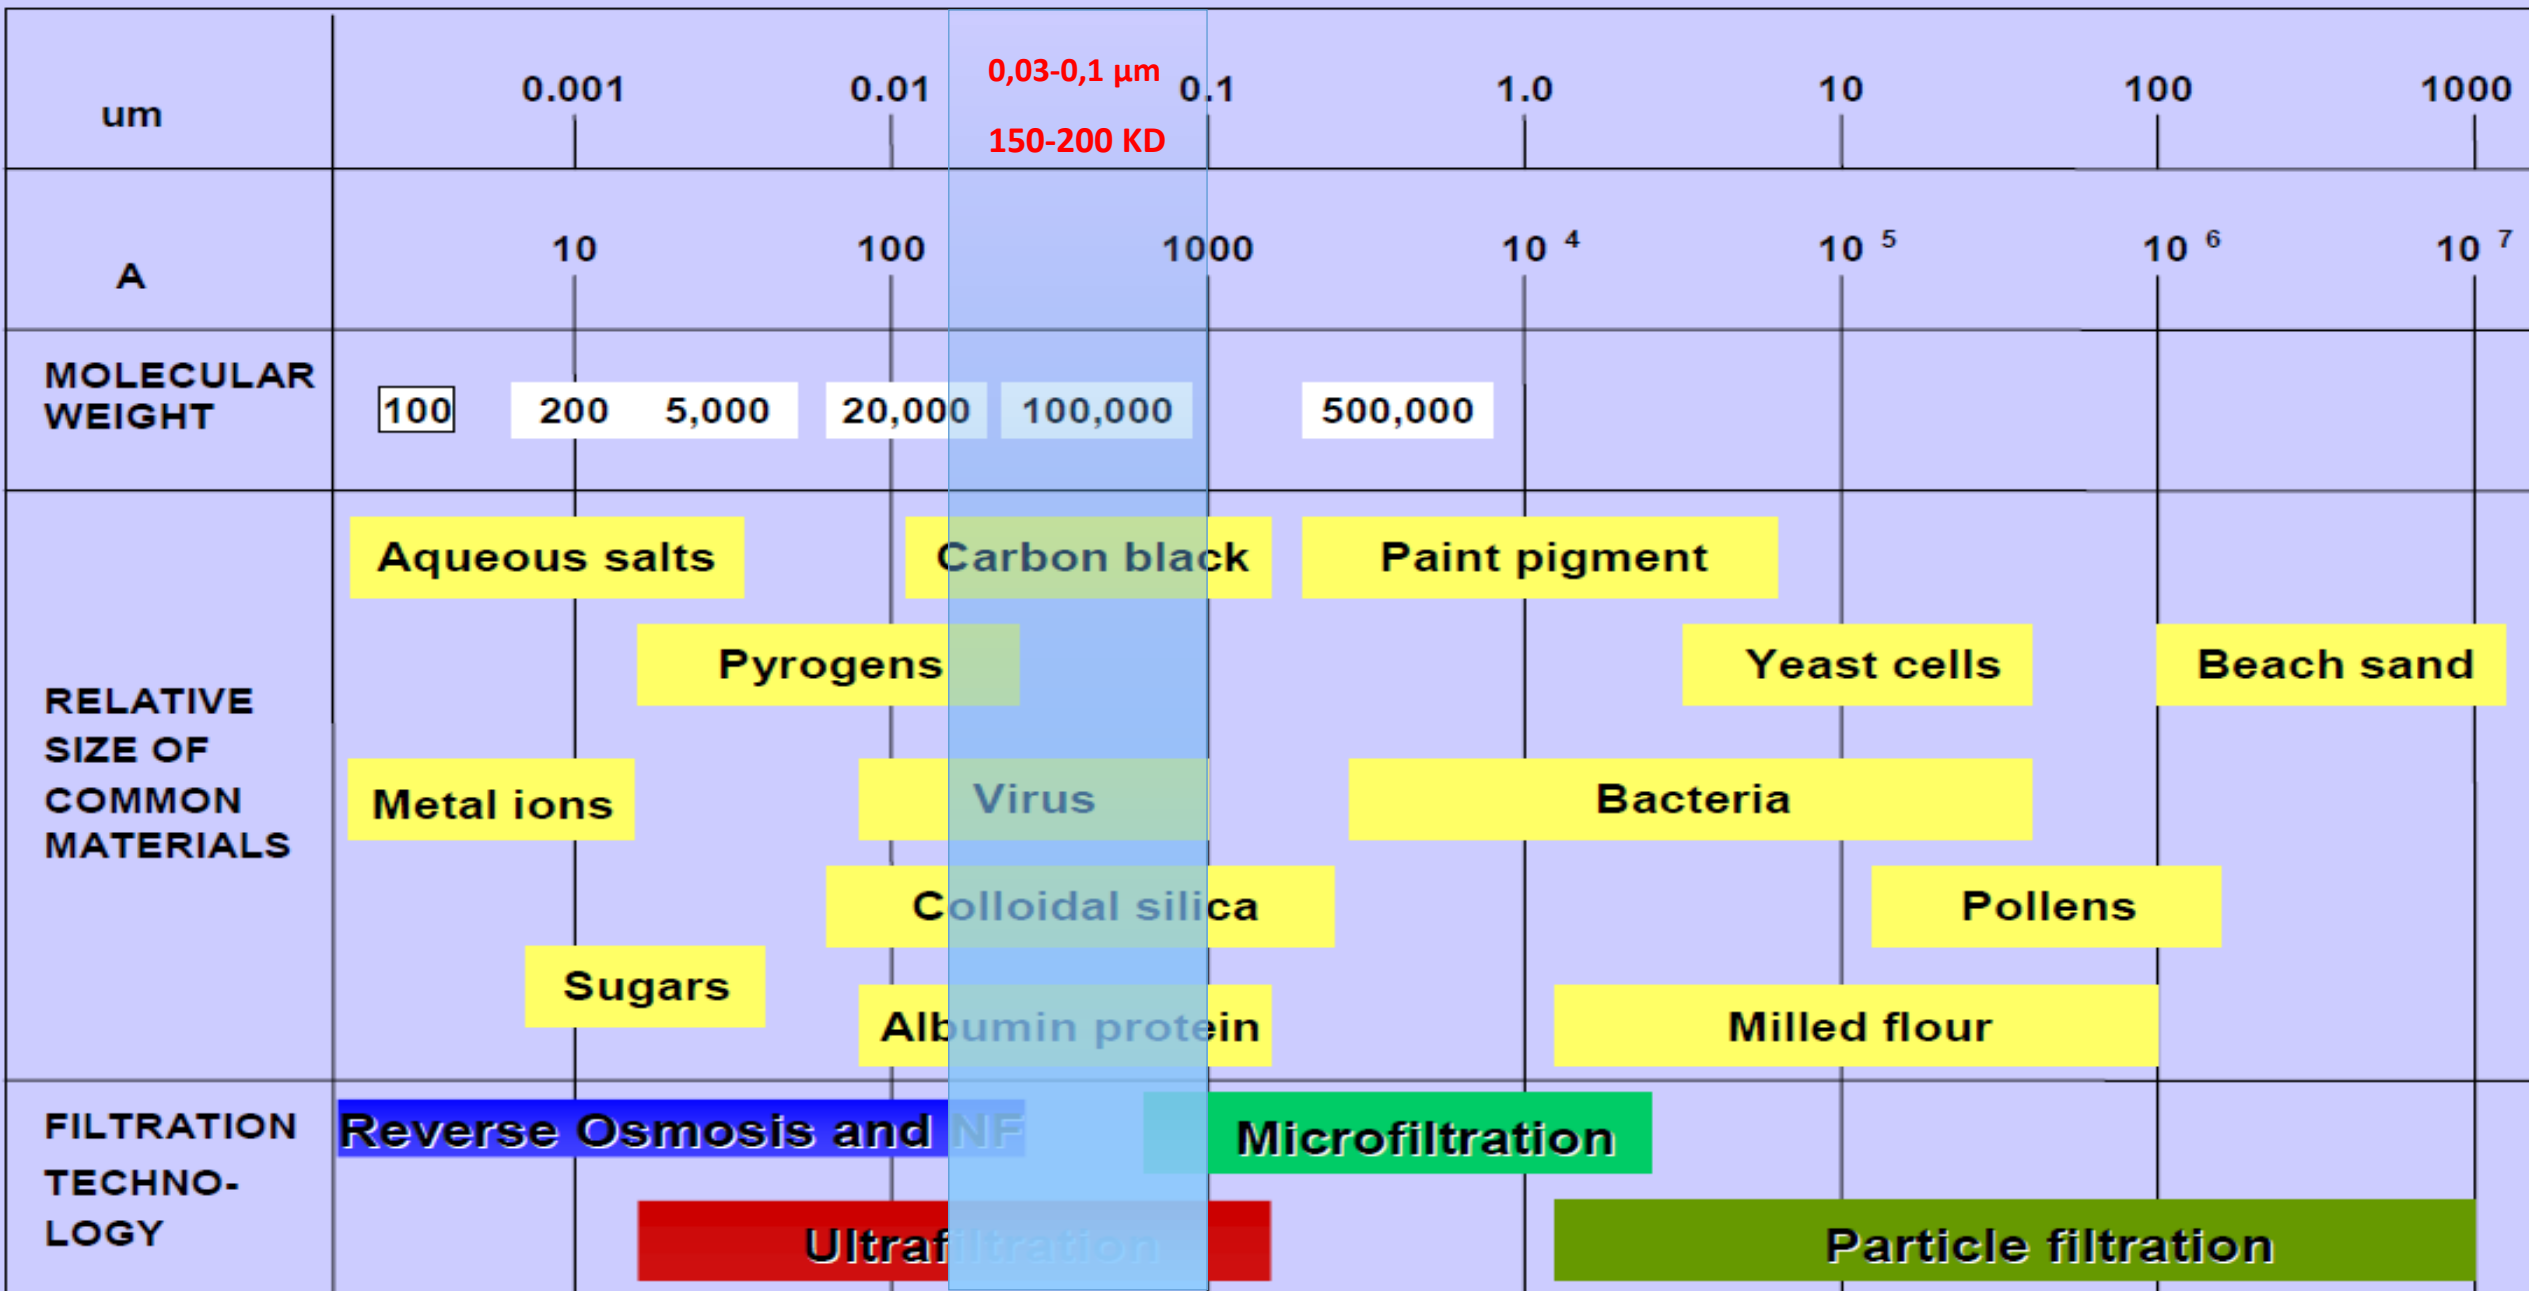 um
0.001
0.01
0,03-0,1 µm
150-200 KD
0.1
1.0
10
100
1000
A
10
100
1000
10 4
10 5
10 6
10 7
MOLECULAR
WEIGHT
100
200
5,000
20,000
100,000
500,000
RELATIVE
SIZE OF
COMMON
MATERIALS
Aqueous salts
Carbon black
Paint pigment
Pyrogens
Yeast cells
Beach sand
Metal ions
Virus
Bacteria
Colloidal silica
Pollens
Sugars
Albumin protein
Milled flour
FILTRATION
TECHNO-
LOGY
Reverse Osmosis and NF
Microfiltration
Ultrafiltration
Particle filtration